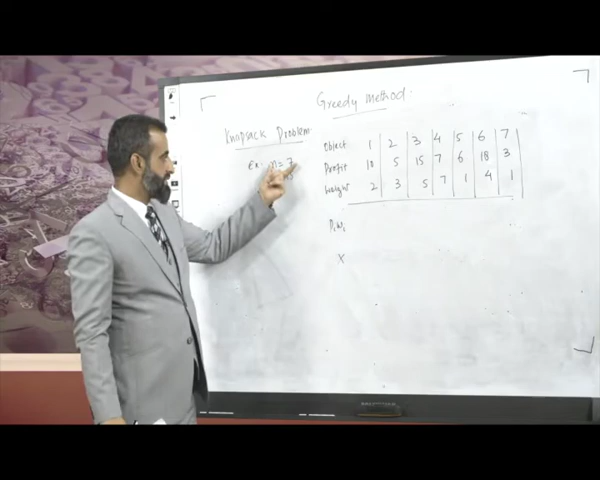 Greedy method.
Knapsack Problem.
Ex: n = 7
Object 1 2 3 4 5 6 7
Profit 10 5 15 7 6 18 3
Weight 2 3 5 7 1 4 1
x